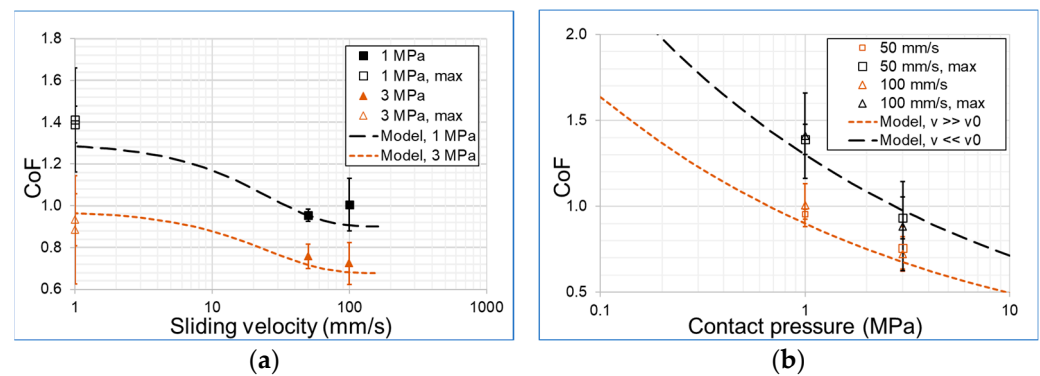 1.8
1.6
1.4
1.2
1.0
0.8
0.6
CoF
1 MPa
1 MPa, max
3 MPa
3 MPa, max
Model, 1 MPa
Model, 3 MPa
1 10 100 1000
Sliding velocity (mm/s)
(a)
2.0
1.5
1.0
0.5
CoF
50 mm/s
50 mm/s, max
100 mm/s
100 mm/s, max
Model, v >> v0
Model, v << v0
0.1 1 10
Contact pressure (MPa)
(b)